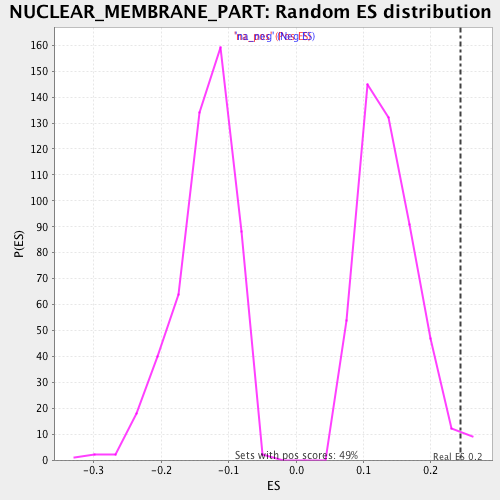 NUCLEAR_MEMBRANE_PART: Random ES distribution
160
150
140
130
120
110
100
90
80
70
60
50
40
30
20
10
0
P(ES)
Sets with pos scores: 49%
Real ES 0.2
-0.3 -0.2 -0.1 0.0 0.1 0.2
ES